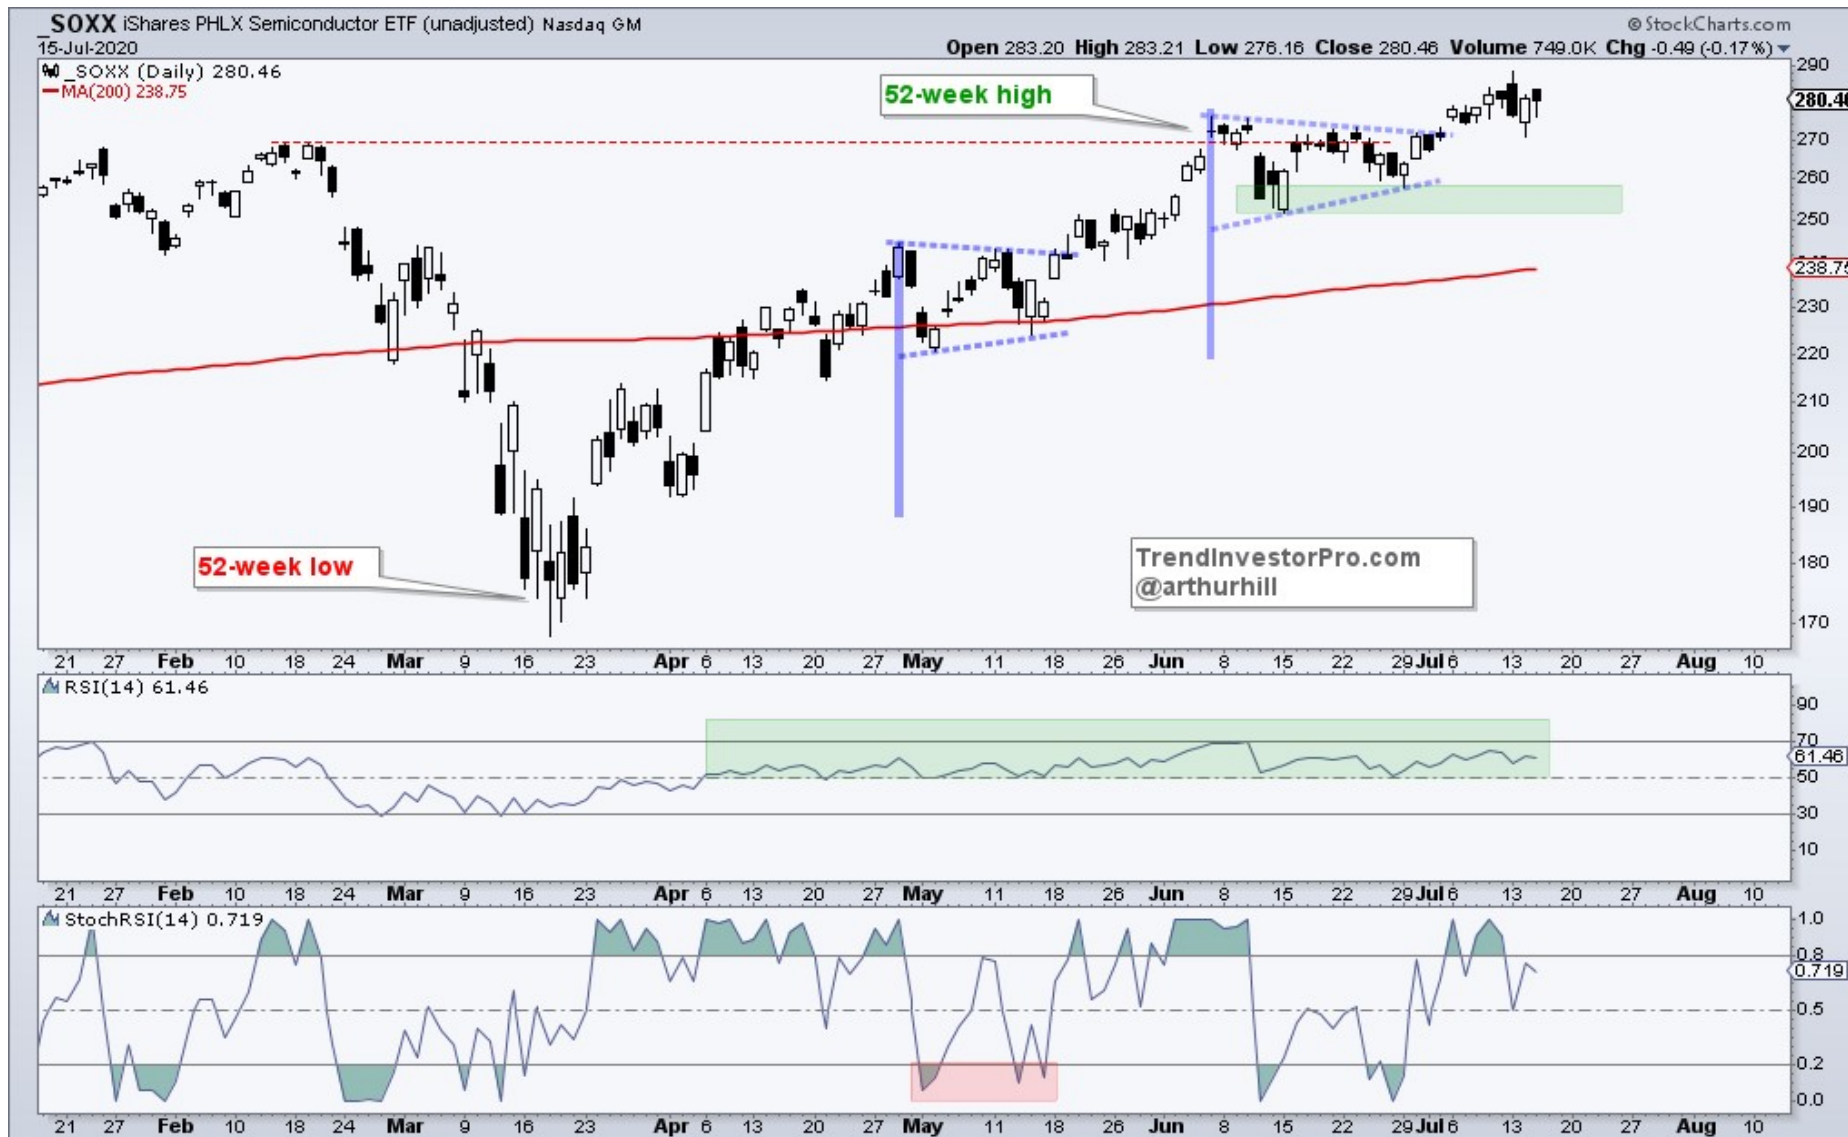 _SOXX iShares PHLX Semiconductor ETF (unadjusted) Nasdaq GM © StockCharts.com
15-Jul-2020 Open 283.20 High 283.21 Low 276.16 Close 280.46 Volume 749.0K Chg -0.49 (-0.17%)
_SOXX (Daily) 280.46
MA(200) 238.75
52-week high
52-week low
TrendInvestorPro.com
@arthurhill
290
280.46
270
260
250
238.75
230
220
210
200
190
180
170
21 27 Feb 10 18 24 Mar 9 16 23 Apr 6 13 20 27 May 11 18 26 Jun 8 15 22 29 Jul 6 13 20 27 Aug 10
RSI(14) 61.46
90
70
61.46
50
30
10
21 27 Feb 10 18 24 Mar 9 16 23 Apr 6 13 20 27 May 11 18 26 Jun 8 15 22 29 Jul 6 13 20 27 Aug 10
StochRSI(14) 0.719
1.0
0.8
0.719
0.5
0.2
0.0
21 27 Feb 10 18 24 Mar 9 16 23 Apr 6 13 20 27 May 11 18 26 Jun 8 15 22 29 Jul 6 13 20 27 Aug 10